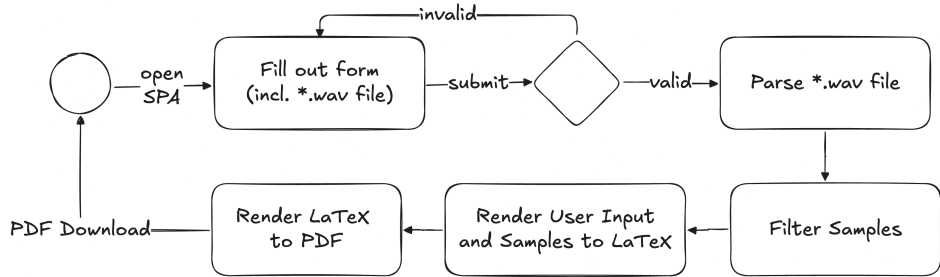 invalid
open
SPA
Fill out form
(incl. *.wav file)
submit
valid
Parse *.wav file
PDF Download
Render LaTeX
to PDF
Render User Input
and Samples to LaTeX
Filter Samples